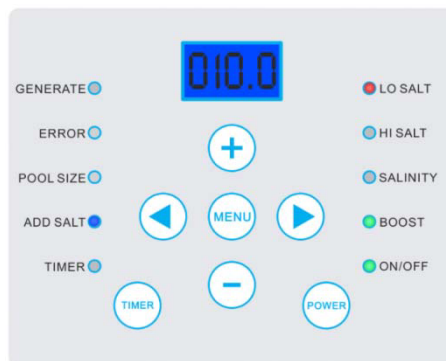 010.0
GENERATE
LO SALT
ERROR
HI SALT
POOL SIZE
SALINITY
MENU
ADD SALT
BOOST
TIMER
ON/OFF
TIMER
POWER